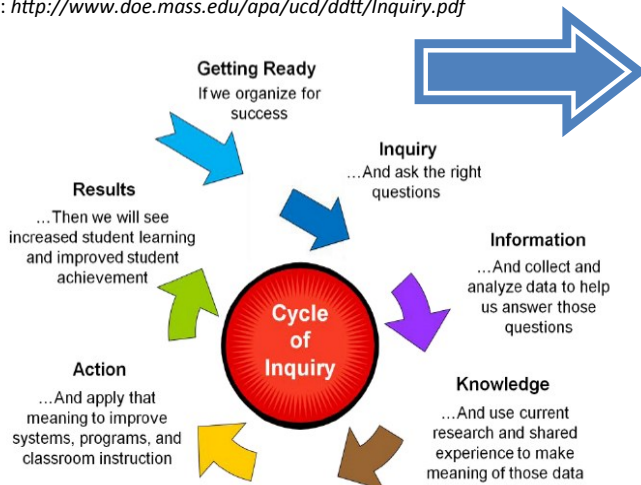 : http://www.doe.mass.edu/apa/ucd/ddtt/Inquiry.pdf
Getting Ready
If we organize for
success
Inquiry
…And ask the right
questions
Information
…And collect and
analyze data to help
us answer those
questions
Knowledge
…And use current
research and shared
experience to make
meaning of those data
Action
…And apply that
meaning to improve
systems, programs, and
classroom instruction
Results
…Then we will see
increased student learning
and improved student
achievement
Cycle
of
Inquiry